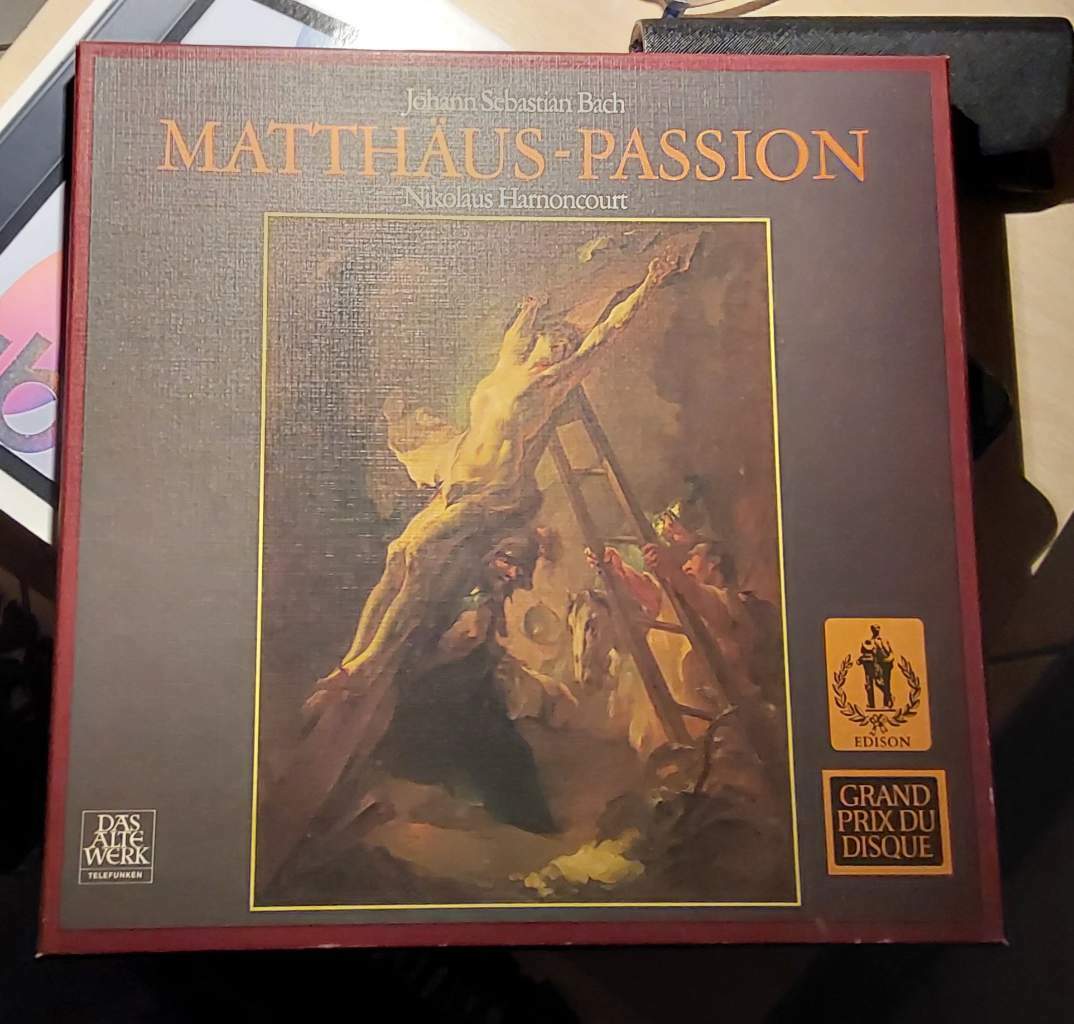 Johann Sebastian Bach
MATTHÄUS-PASSION
Nikolaus Harnoncourt
EDISON
GRAND
PRIX DU
DISQUE
DAS
ALTE
WERK
TELEFUNKEN